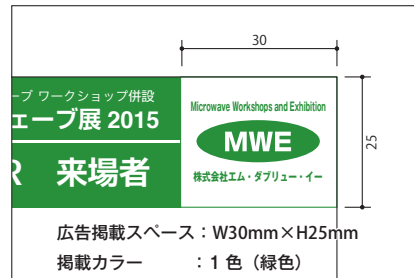 30
ーブ ワークショップ併設
ェーブ展 2015
R 来場者
Microwave Workshops and Exhibition
MWE
株式会社エム・ダブリュー・イー
25
広告掲載スペース：W30mm×H25mm
掲載カラー ：1 色（緑色）